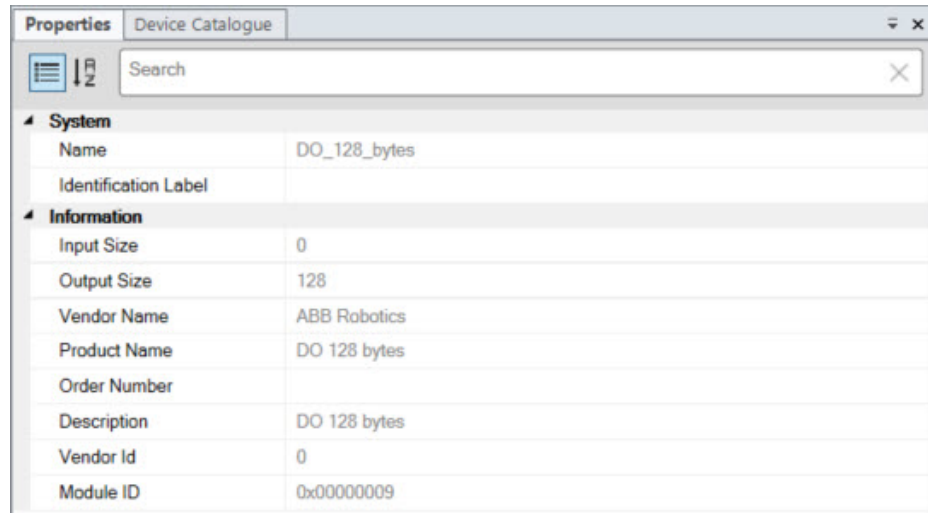 Properties Device Catalogue
Search
System
Name DO_128_bytes
Identification Label
Information
Input Size 0
Output Size 128
Vendor Name ABB Robotics
Product Name DO 128 bytes
Order Number
Description DO 128 bytes
Vendor Id 0
Module ID 0x00000009